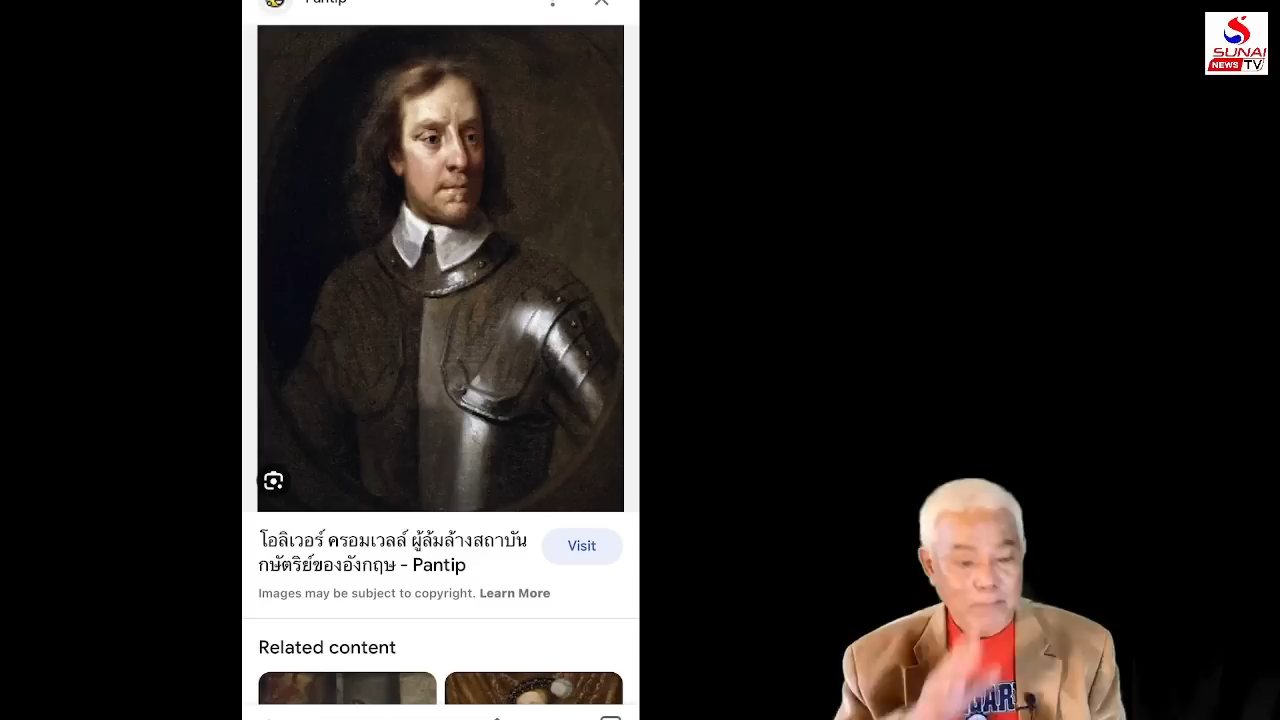 Pantip
SUNAI
NEWS TV
โอลิเวอร์ ครอมเวลล์ ผู้ล้มล้างสถาบัน
กษัตริย์ของอังกฤษ - Pantip
Visit
Images may be subject to copyright. Learn More
Related content